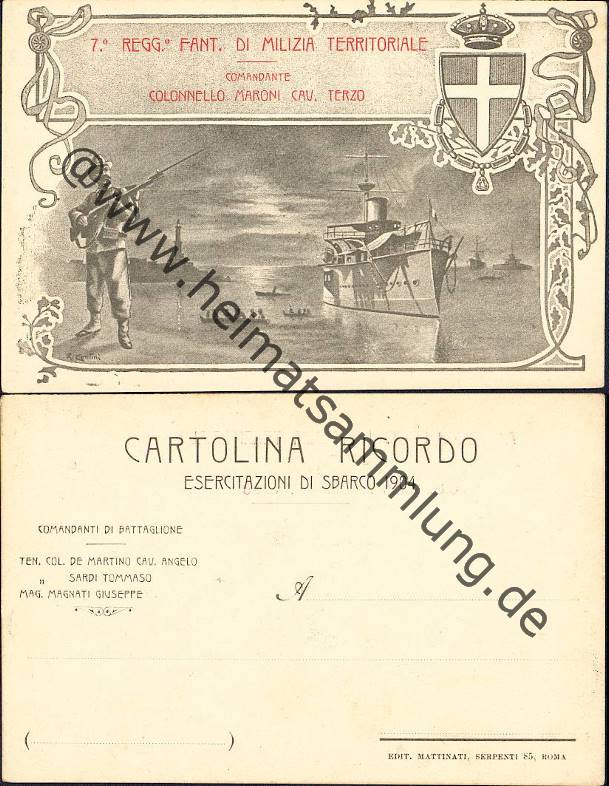 7.º REGG.º FANT. DI MILIZIA TERRITORIALE
COMANDANTE
COLONNELLO MARONI CAV. TERZO
@www.heimatsammlung.de
CARTOLINA RICORDO
ESERCITAZIONI DI SBARCO 1904
COMANDANTI DI BATTAGLIONE
TEN. COL. DE MARTINO CAV. ANGELO
" SARDI TOMMASO
MAG. MAGNATI GIUSEPPE
A
( )
EDIT. MATTINATI, SERPENTI 85, ROMA